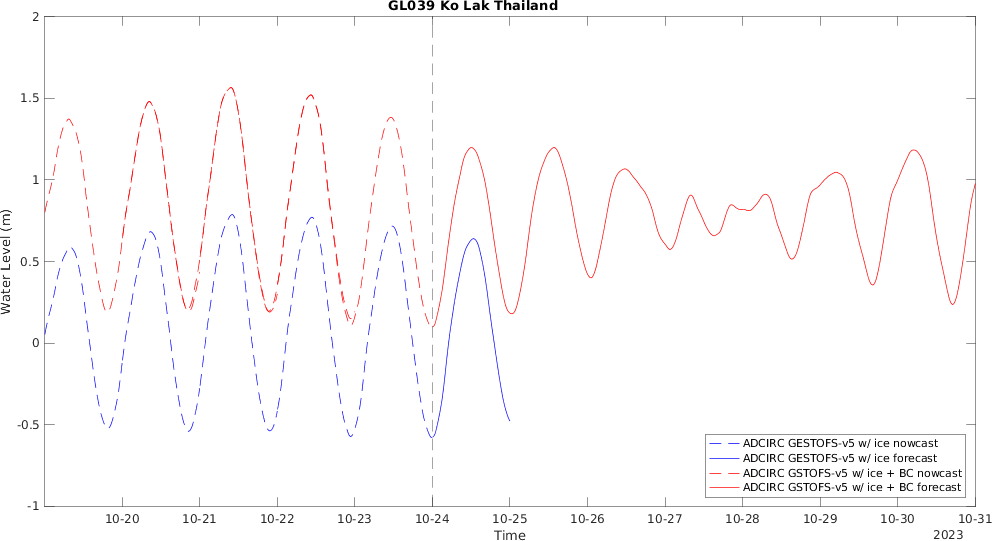 GL039 Ko Lak Thailand
2
1.5
1
0.5
0
-0.5
-1
Water Level (m)
ADCIRC GESTOFS-v5 w/ ice nowcast
ADCIRC GESTOFS-v5 w/ ice forecast
ADCIRC GSTOFS-v5 w/ ice + BC nowcast
ADCIRC GSTOFS-v5 w/ ice + BC forecast
10-20 10-21 10-22 10-23 10-24 10-25 10-26 10-27 10-28 10-29 10-30 10-31
Time
2023